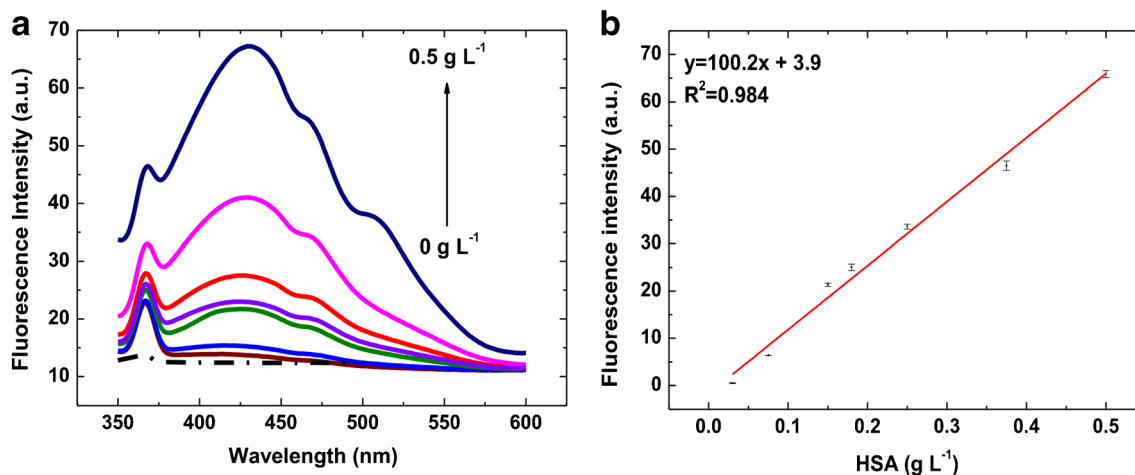 a
0.5 g L⁻¹
0 g L⁻¹
Fluorescence Intensity (a.u.)
70
60
50
40
30
20
10
350 400 450 500 550 600
Wavelength (nm)
b
y=100.2x + 3.9
R²=0.984
Fluorescence intensity (a.u.)
70
60
50
40
30
20
10
0
0.0 0.1 0.2 0.3 0.4 0.5
HSA (g L⁻¹)